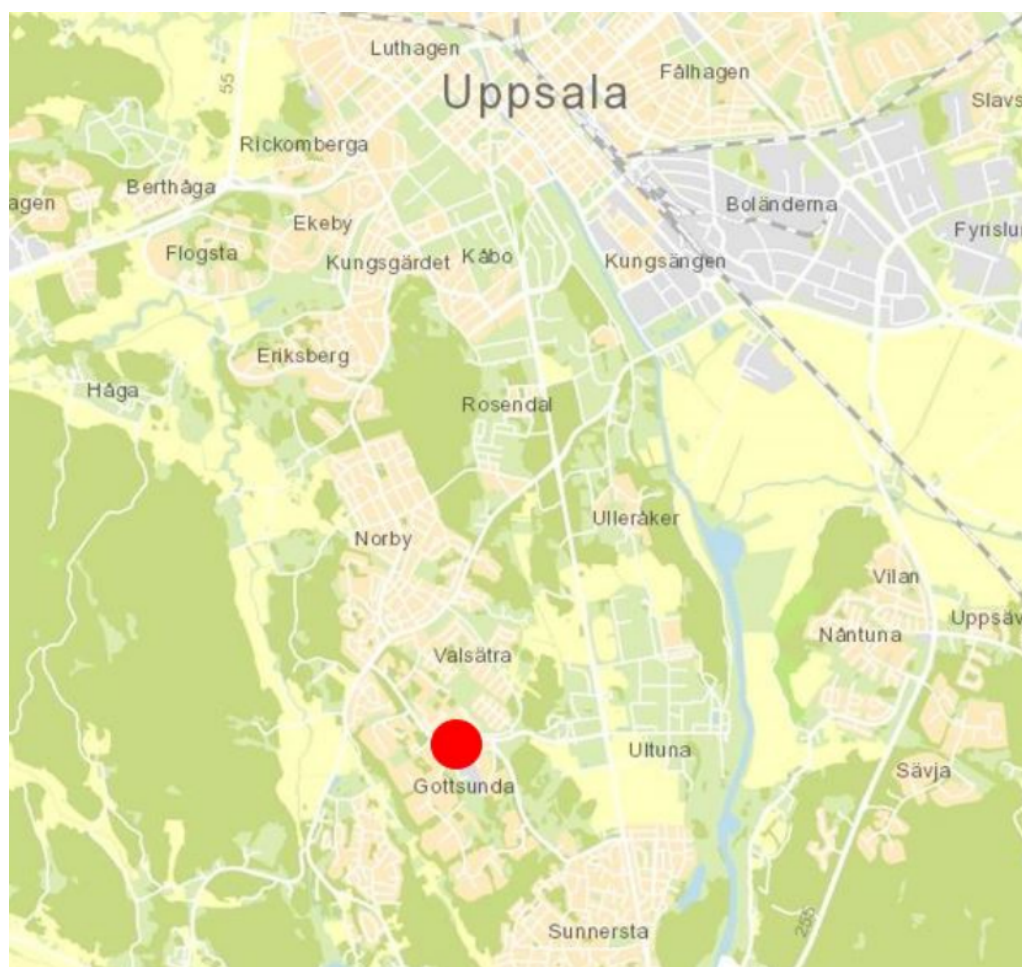 Luthagen
Fålhagen
Uppsala
55
Slavs
Rickomberga
Berthåga
agen
Boländerna
Ekeby
Fyrislu
Flogsta
Kungsgärdet
Kåbo
Kungsängen
Eriksberg
Håga
Rosendal
Ulleråker
Norby
Vilan
Uppsäv
Nåntuna
Valsätra
Ultuna
Gottsunda
Sävja
255
Sunnersta